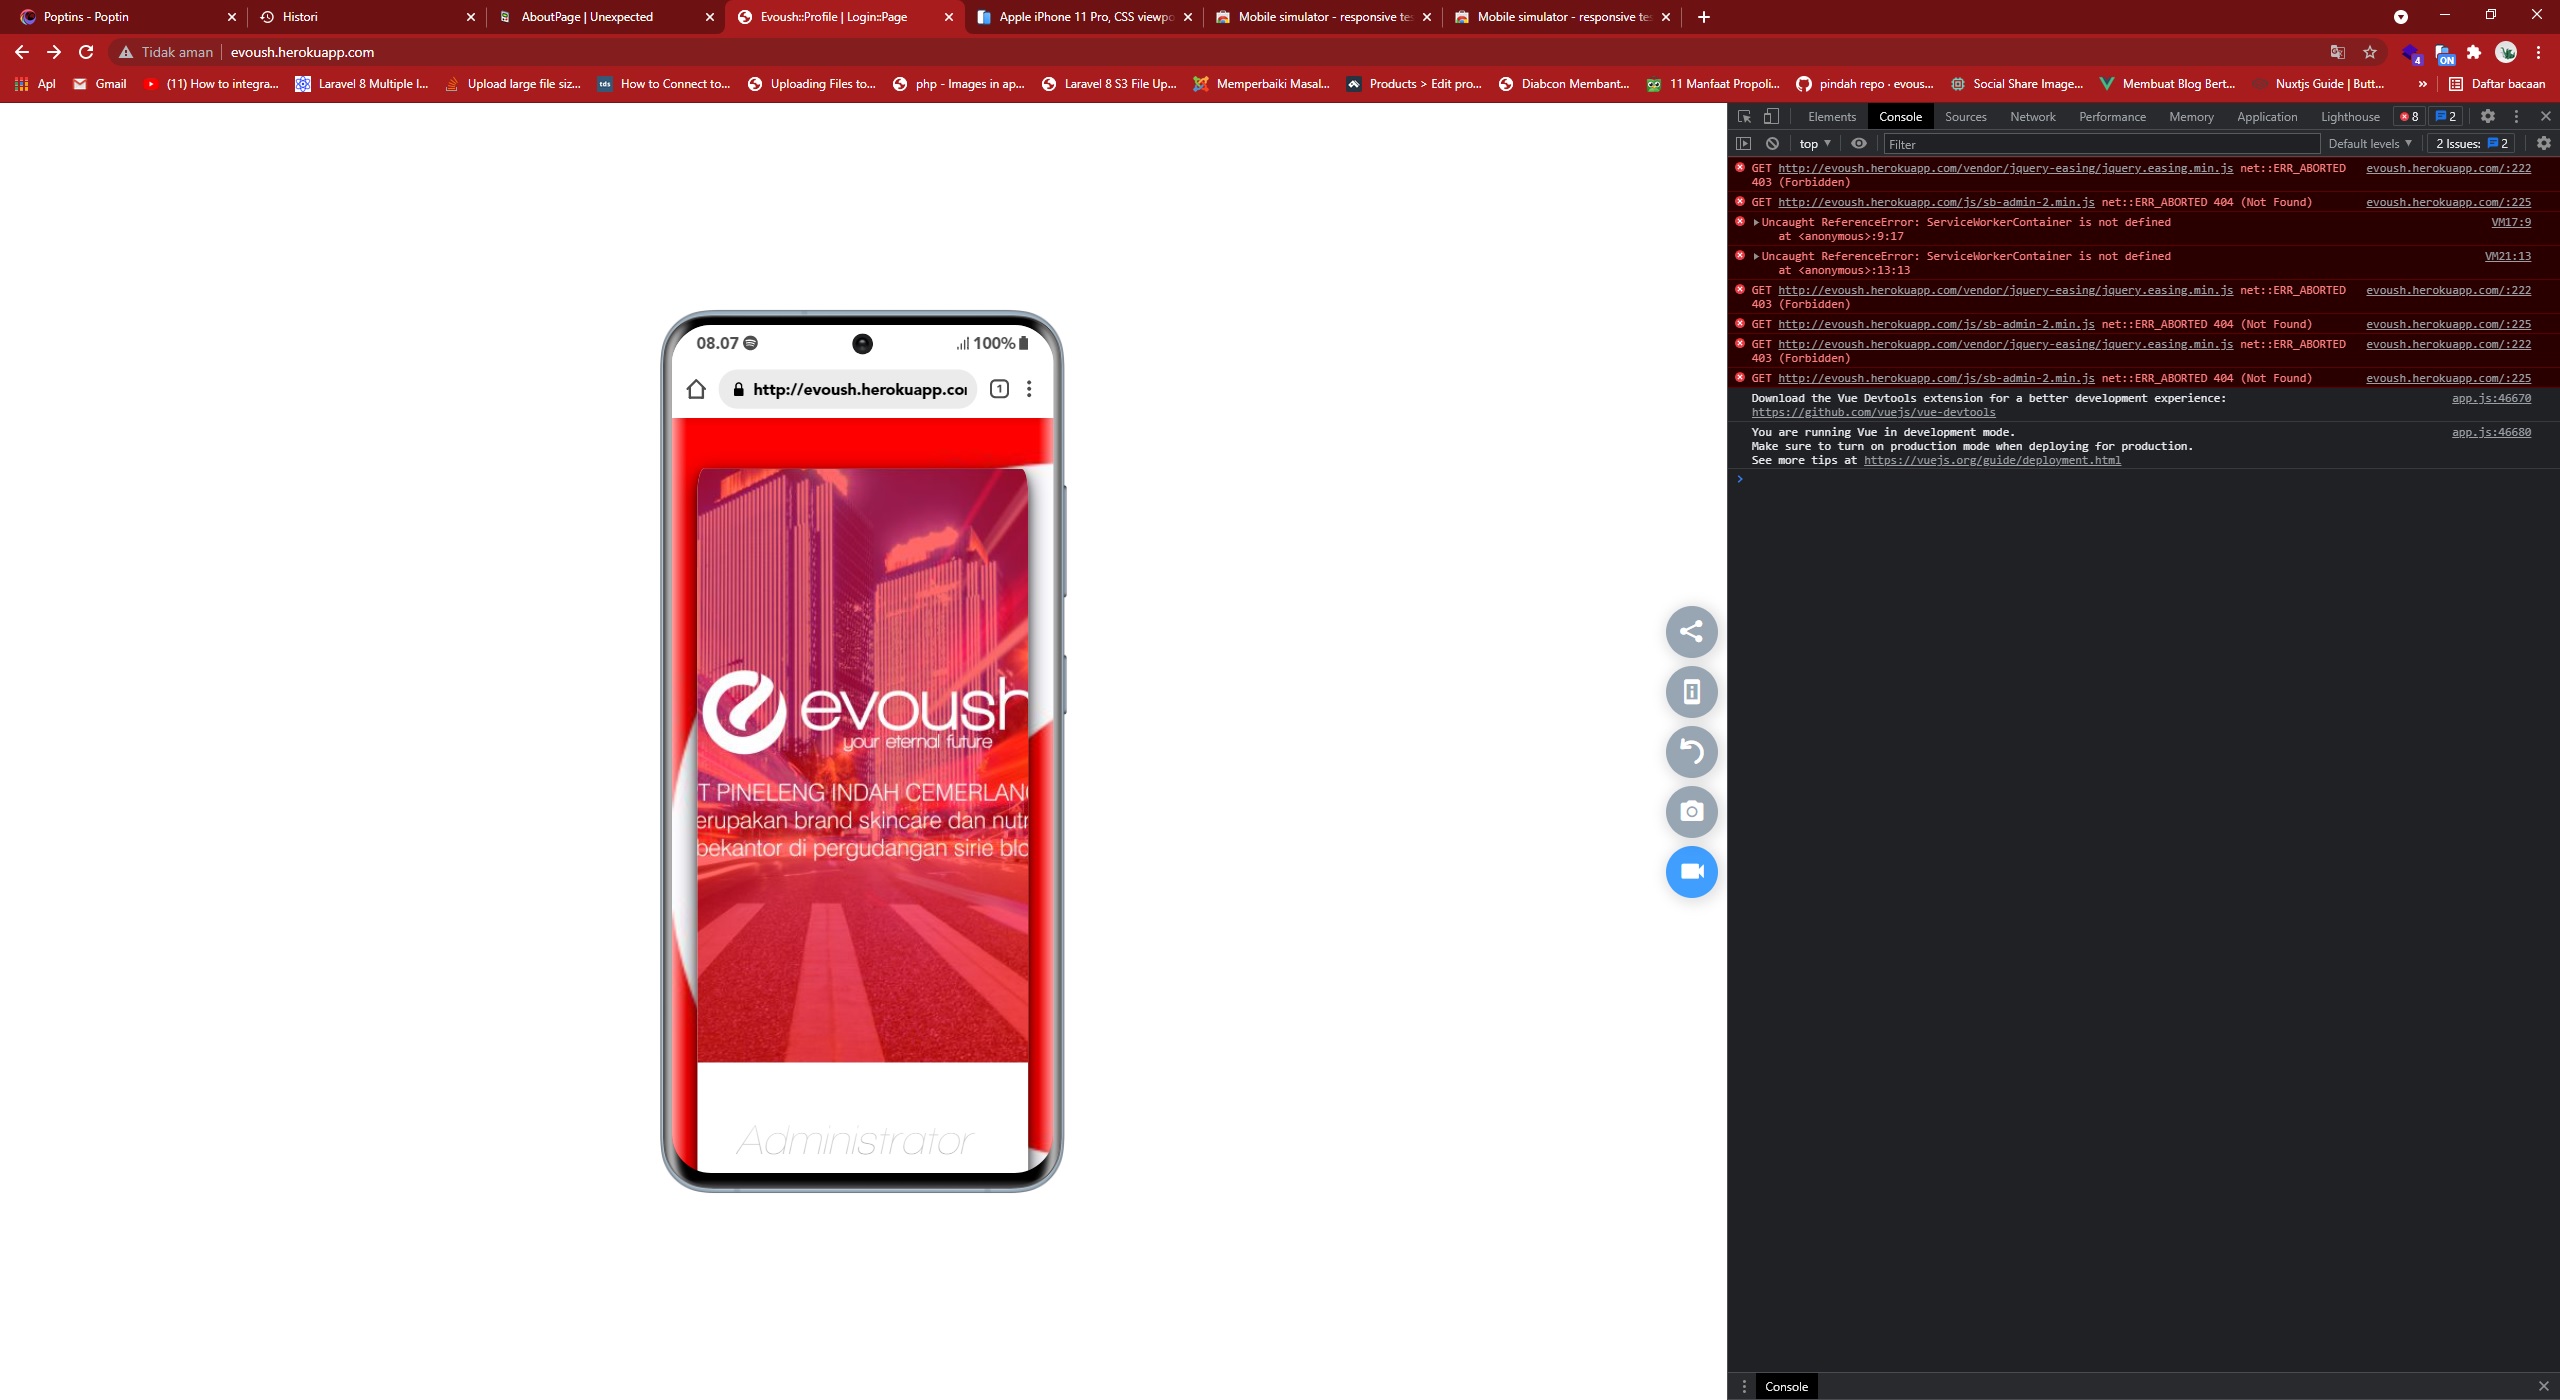 Poptins - Poptin
Histori
AboutPage | Unexpected
Evoush::Profile | Login::Page
Apple iPhone 11 Pro, CSS viewpo
Mobile simulator - responsive te
Mobile simulator - responsive te
Tidak aman
evoush.herokuapp.com
4
ON
Apl
Gmail
(11) How to integra...
Laravel 8 Multiple I...
Upload large file siz...
tds
How to Connect to...
Uploading Files to...
php - Images in ap...
Laravel 8 S3 File Up...
Memperbaiki Masal...
Products > Edit pro...
Diabcon Membant...
11 Manfaat Propoli...
pindah repo · evous...
Social Share Image...
Membuat Blog Bert...
Nuxtjs Guide | Butt...
»
Daftar bacaan
08.07
100%
http://evoush.herokuapp.co
1
evoush
your eternal future
T PINELENG INDAH CEMERLANG
erupakan brand skincare dan nutr
bekantor di pergudangan sirie blo
Administrator
Elements
Console
Sources
Network
Performance
Memory
Application
Lighthouse
8
2
top
Filter
Default levels
2 Issues:
2
GET http://evoush.herokuapp.com/vendor/jquery-easing/jquery.easing.min.js net::ERR_ABORTED evoush.herokuapp.com/:222
403 (Forbidden)
GET http://evoush.herokuapp.com/js/sb-admin-2.min.js net::ERR_ABORTED 404 (Not Found) evoush.herokuapp.com/:225
Uncaught ReferenceError: ServiceWorkerContainer is not defined VM17:9
at <anonymous>:9:17
Uncaught ReferenceError: ServiceWorkerContainer is not defined VM21:13
at <anonymous>:13:13
GET http://evoush.herokuapp.com/vendor/jquery-easing/jquery.easing.min.js net::ERR_ABORTED evoush.herokuapp.com/:222
403 (Forbidden)
GET http://evoush.herokuapp.com/js/sb-admin-2.min.js net::ERR_ABORTED 404 (Not Found) evoush.herokuapp.com/:225
GET http://evoush.herokuapp.com/vendor/jquery-easing/jquery.easing.min.js net::ERR_ABORTED evoush.herokuapp.com/:222
403 (Forbidden)
GET http://evoush.herokuapp.com/js/sb-admin-2.min.js net::ERR_ABORTED 404 (Not Found) evoush.herokuapp.com/:225
Download the Vue Devtools extension for a better development experience: app.js:46670
https://github.com/vuejs/vue-devtools
You are running Vue in development mode. app.js:46680
Make sure to turn on production mode when deploying for production.
See more tips at https://vuejs.org/guide/deployment.html
Console